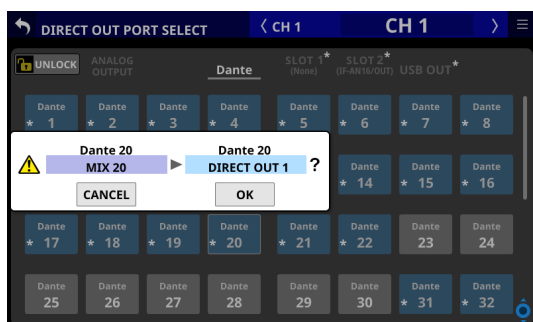 DIRECT OUT PORT SELECT
CH 1
CH 1
UNLOCK
ANALOG
OUTPUT
Dante
SLOT 1*
(None)
SLOT 2*
(IF-AN16/OUT)
USB OUT*
Dante
* 1
Dante
* 2
Dante
* 3
Dante
* 4
Dante
* 5
Dante
* 6
Dante
* 7
Dante
* 8
Dante 20
MIX 20
Dante 20
DIRECT OUT 1
?
CANCEL
OK
Dante
* 14
Dante
* 15
Dante
* 16
Dante
* 17
Dante
* 18
Dante
* 19
Dante
* 20
Dante
* 21
Dante
* 22
Dante
23
Dante
24
Dante
25
Dante
26
Dante
27
Dante
28
Dante
29
Dante
30
Dante
* 31
Dante
* 32